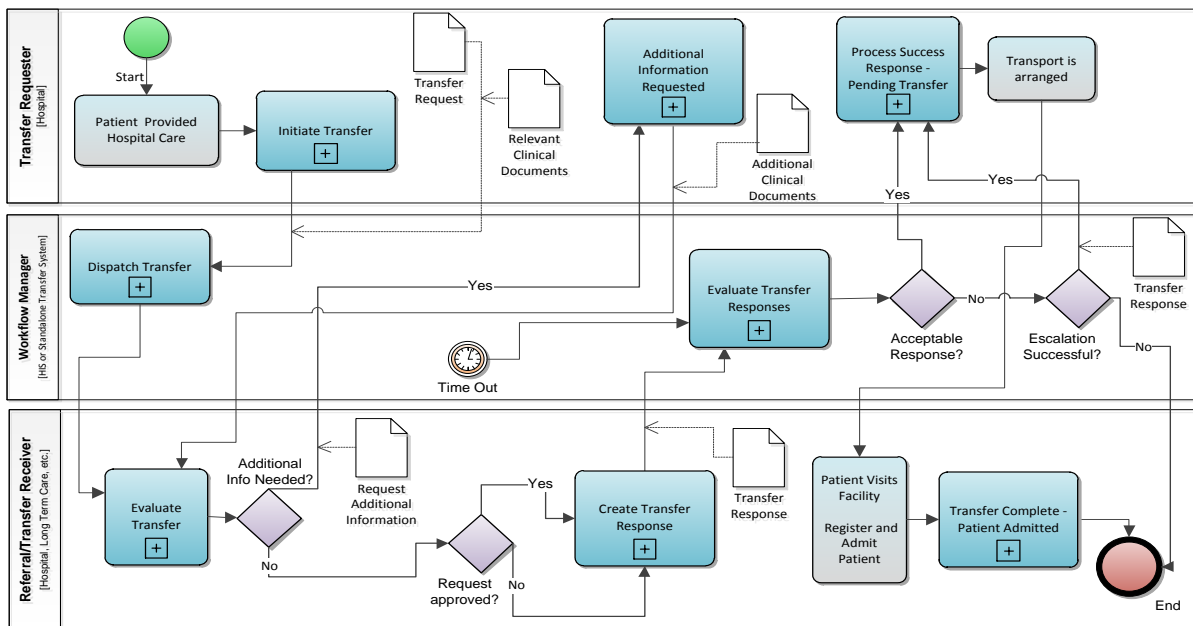 Transfer Requester
[Hospital]
Start
Patient Provided
Hospital Care
Initiate Transfer
Transfer
Request
Relevant
Clinical
Documents
Additional
Information
Requested
Additional
Clinical
Documents
Process Success
Response -
Pending Transfer
Transport is
arranged
Yes
Yes
Workflow Manager
[HIS or Standalone Transfer System]
Dispatch Transfer
Yes
Time Out
Evaluate Transfer
Responses
Acceptable
Response?
No
Escalation
Successful?
Transfer
Response
No
Referral/Transfer Receiver
[Hospital, Long Term Care, etc.]
Evaluate
Transfer
Additional
Info Needed?
Request
Additional
Information
No
Request
approved?
Yes
No
Create Transfer
Response
Transfer
Response
Patient Visits
Facility
Register and
Admit
Patient
Transfer Complete -
Patient Admitted
End